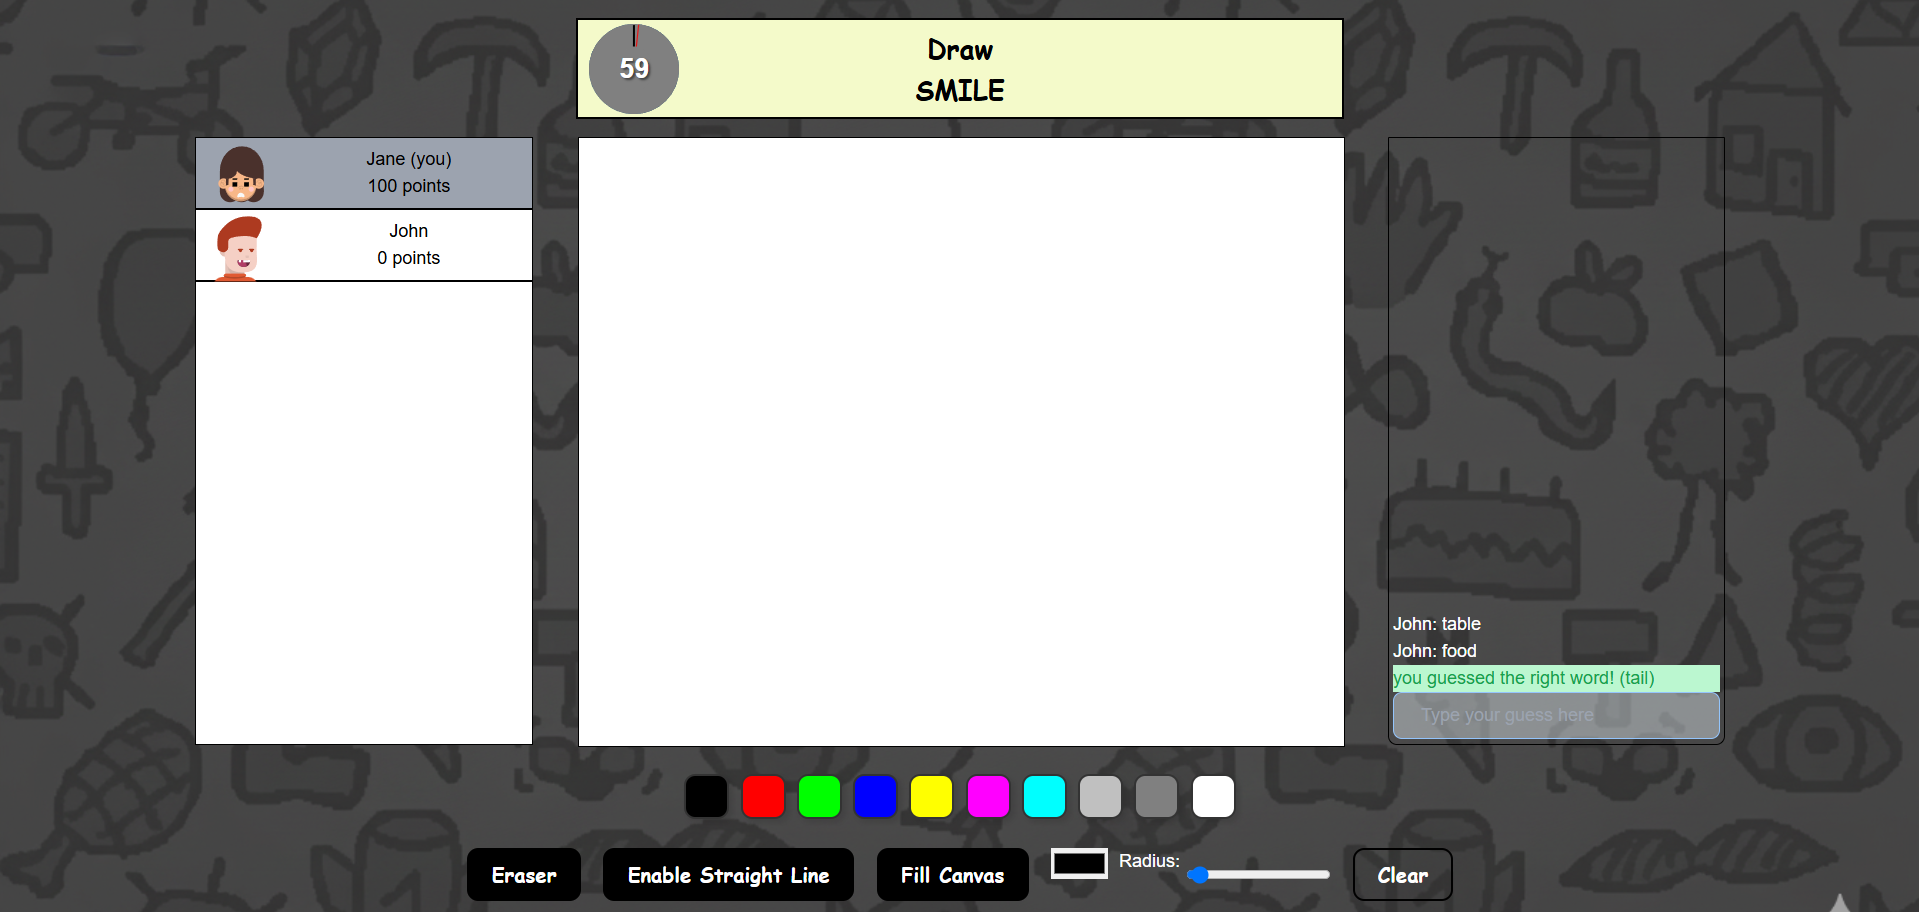 59
Draw
SMILE
Jane (you)
100 points
John
0 points
John: table
John: food
you guessed the right word! (tail)
Type your guess here
Eraser
Enable Straight Line
Fill Canvas
Radius:
Clear